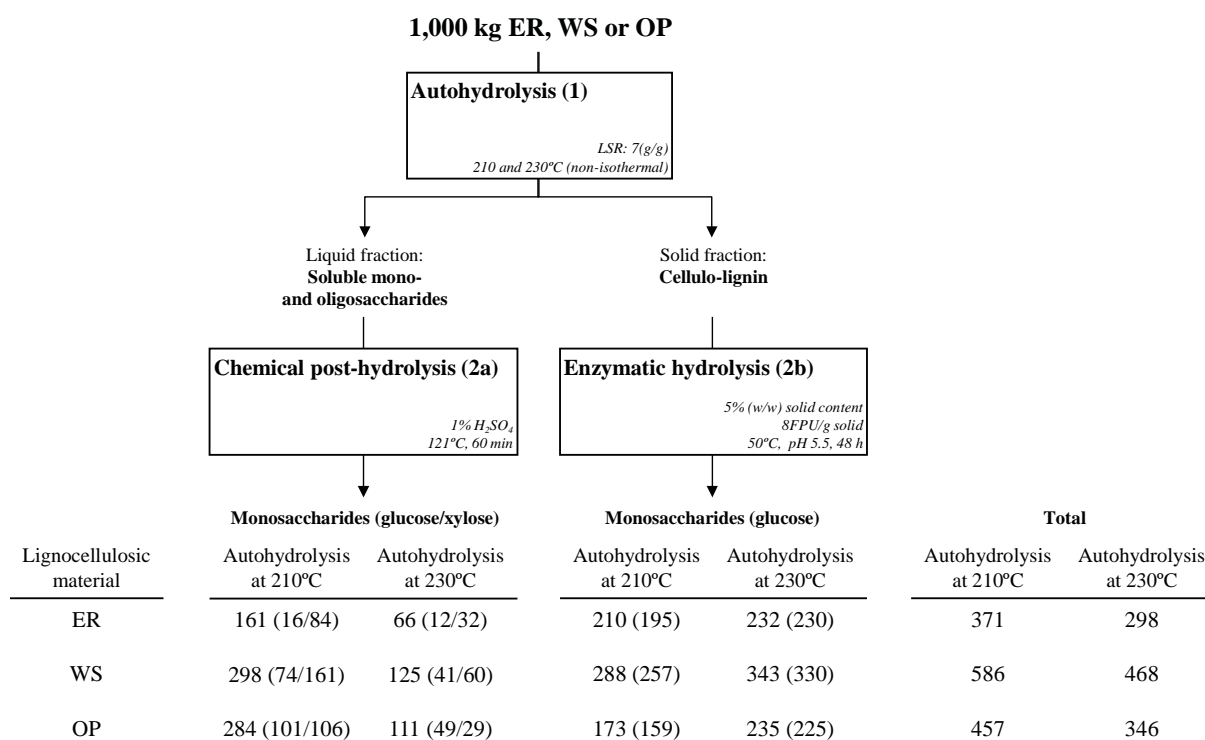 1,000 kg ER, WS or OP
Autohydrolysis (1)
LSR: 7(g/g)
210 and 230ºC (non-isothermal)
Liquid fraction:
Soluble mono-
and oligosaccharides
Solid fraction:
Cellulo-lignin
Chemical post-hydrolysis (2a)
1% H₂SO₄
121ºC, 60 min
Enzymatic hydrolysis (2b)
5% (w/w) solid content
8FPU/g solid
50ºC, pH 5.5, 48 h
Monosaccharides (glucose/xylose) Monosaccharides (glucose) Total
Lignocellulosic Autohydrolysis Autohydrolysis Autohydrolysis Autohydrolysis Autohydrolysis Autohydrolysis
material at 210ºC at 230ºC at 210ºC at 230ºC at 210ºC at 230ºC
ER 161 (16/84) 66 (12/32) 210 (195) 232 (230) 371 298
WS 298 (74/161) 125 (41/60) 288 (257) 343 (330) 586 468
OP 284 (101/106) 111 (49/29) 173 (159) 235 (225) 457 346